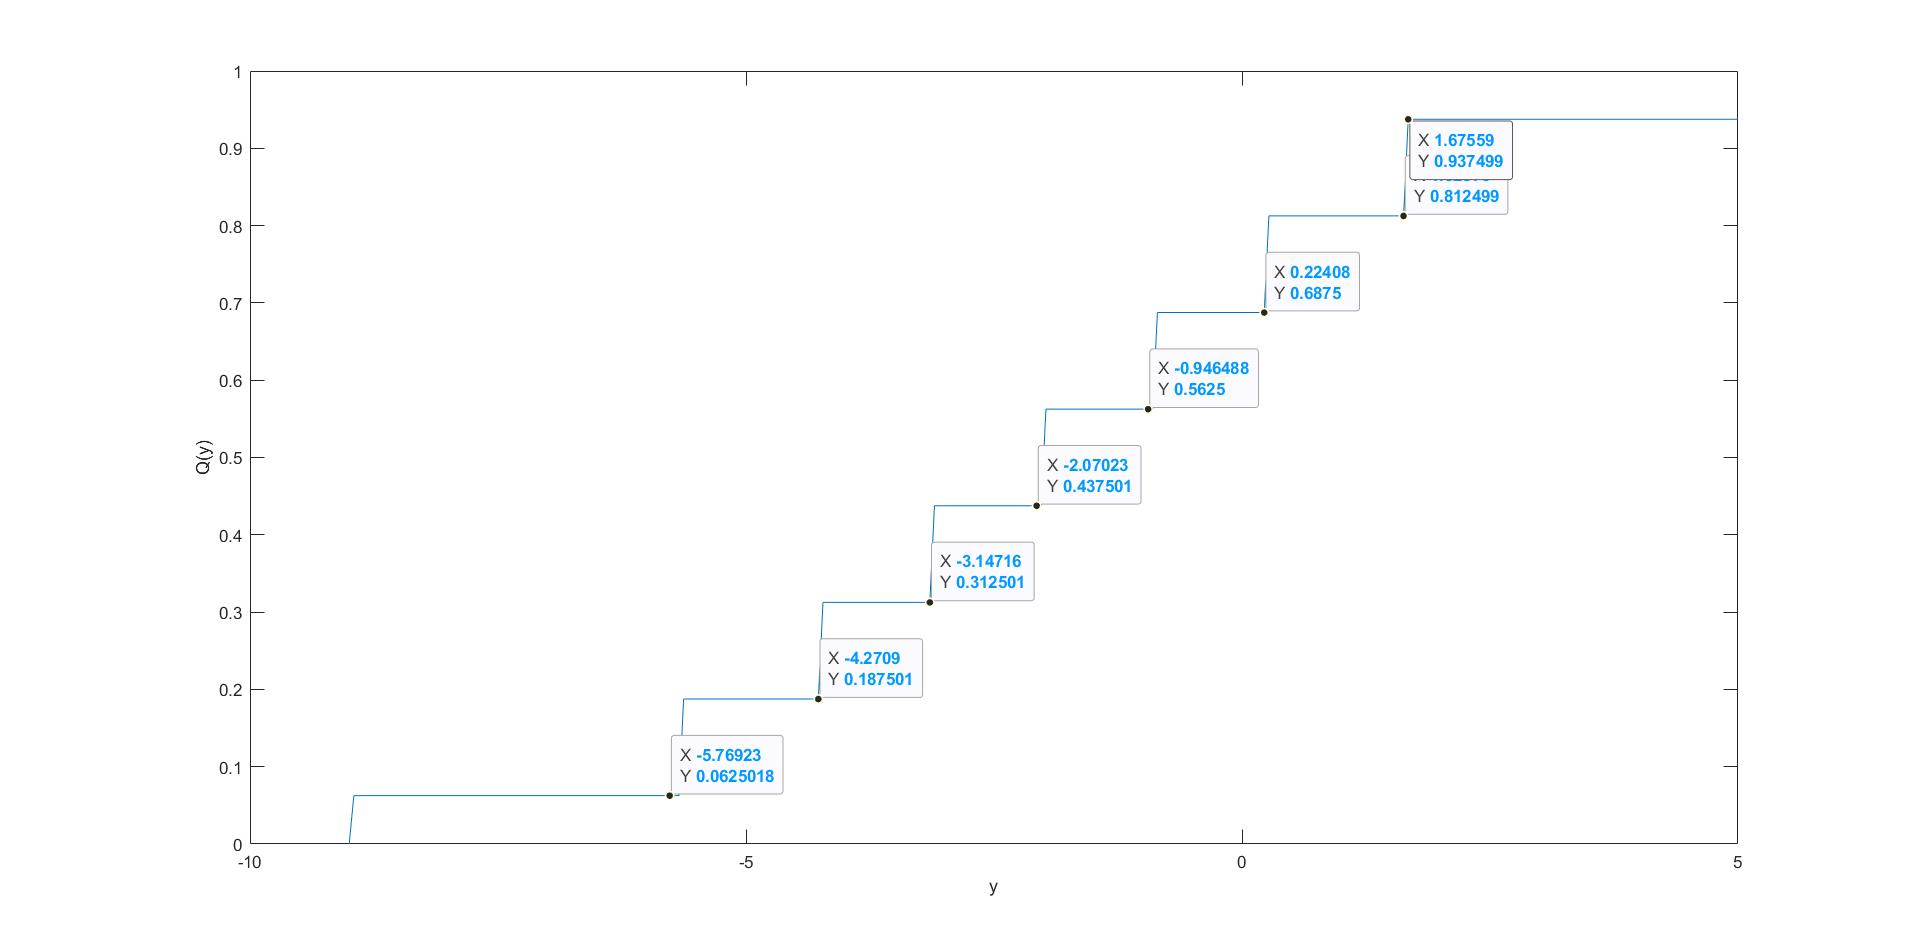 1
0.9
0.8
0.7
0.6
0.5
0.4
0.3
0.2
0.1
0
Q(y)
X 1.67559
Y 0.937499
Y 0.812499
X 0.22408
Y 0.6875
X -0.946488
Y 0.5625
X -2.07023
Y 0.437501
X -3.14716
Y 0.312501
X -4.2709
Y 0.187501
X -5.76923
Y 0.0625018
-10 -5 0 5
y